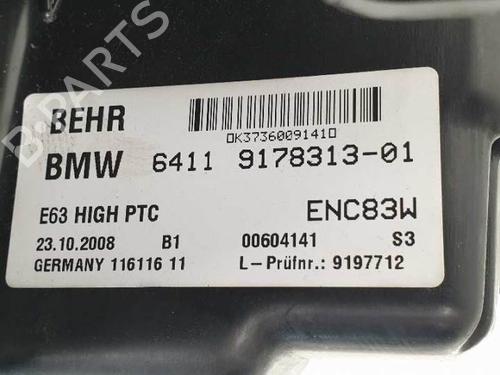 BEHR
▯K3736009141▯
BMW 6411 9178313-01
E63 HIGH PTC ENC83W
23.10.2008 B1 00604141 S3
GERMANY 116116 11 L-Prüfnr.: 9197712
B-PARTS